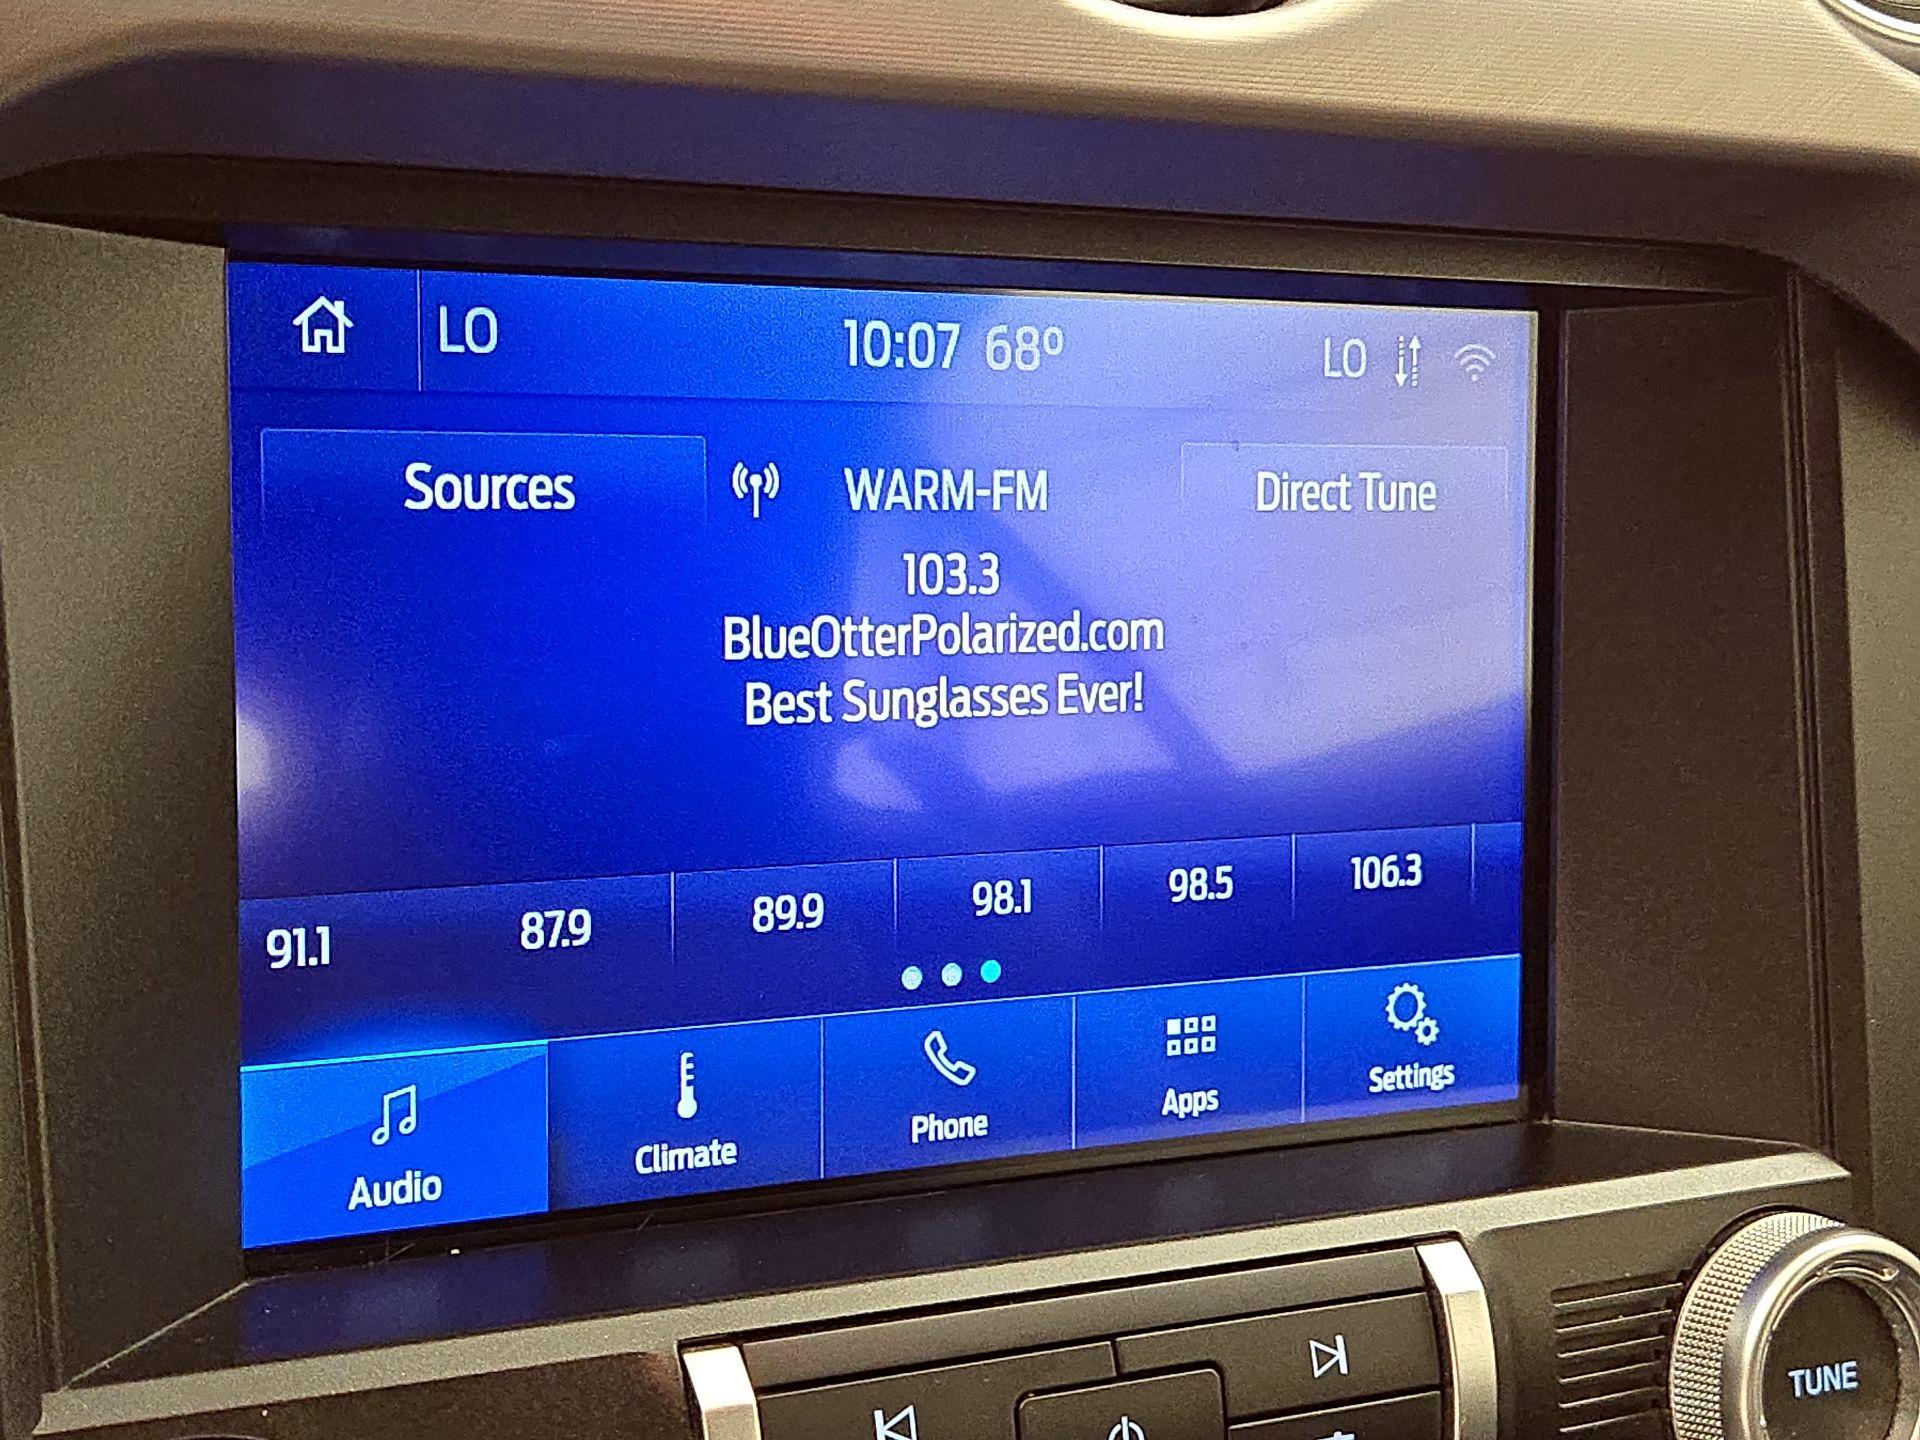 LO 10:07 68° LO
Sources WARM-FM Direct Tune
103.3
BlueOtterPolarized.com
Best Sunglasses Ever!
91.1 87.9 89.9 98.1 98.5 106.3
Audio Climate Phone Apps Settings
TUNE